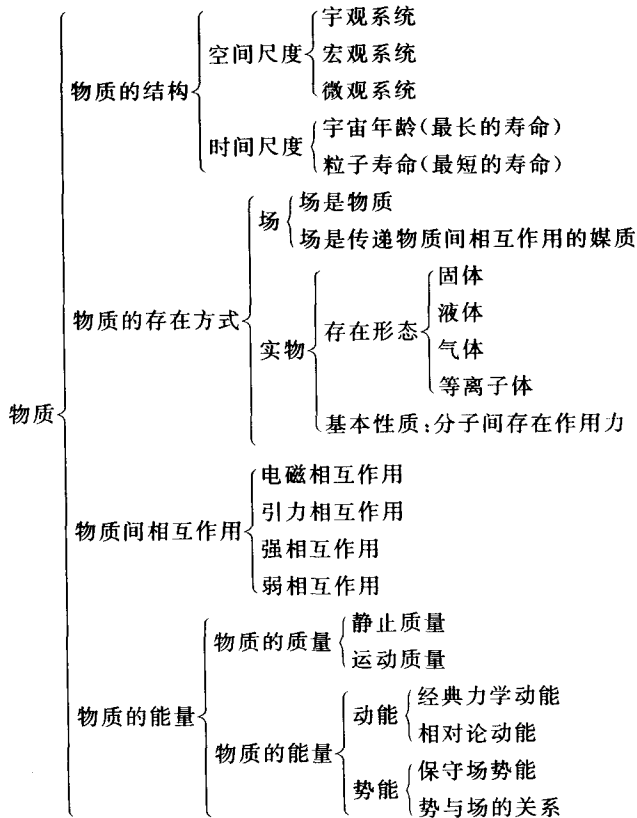 宇观系统
空间尺度
宏观系统
物质的结构
微观系统
时间尺度
宇宙年龄(最长的寿命)
粒子寿命(最短的寿命)
场
场是物质
场是传递物质间相互作用的媒质
物质的存在方式
实物
存在形态
固体
液体
气体
等离子体
基本性质:分子间存在作用力
物质
物质间相互作用
电磁相互作用
引力相互作用
强相互作用
弱相互作用
物质的能量
物质的质量
静止质量
运动质量
物质的能量
动能
经典力学动能
相对论动能
势能
保守场势能
势与场的关系